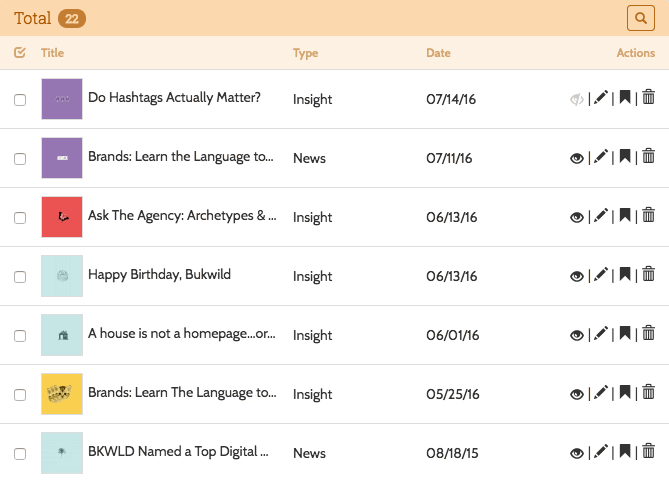 Total 22
Title Type Date Actions
Do Hashtags Actually Matter? Insight 07/14/16 | | |
Brands: Learn the Language to... News 07/11/16 | | |
Ask The Agency: Archetypes & ... Insight 06/13/16 | | |
Happy Birthday, Bukwild Insight 06/13/16 | | |
A house is not a homepage...or... Insight 06/01/16 | | |
Brands: Learn The Language to... Insight 05/25/16 | | |
BKWLD Named a Top Digital ... News 08/18/15 | | |